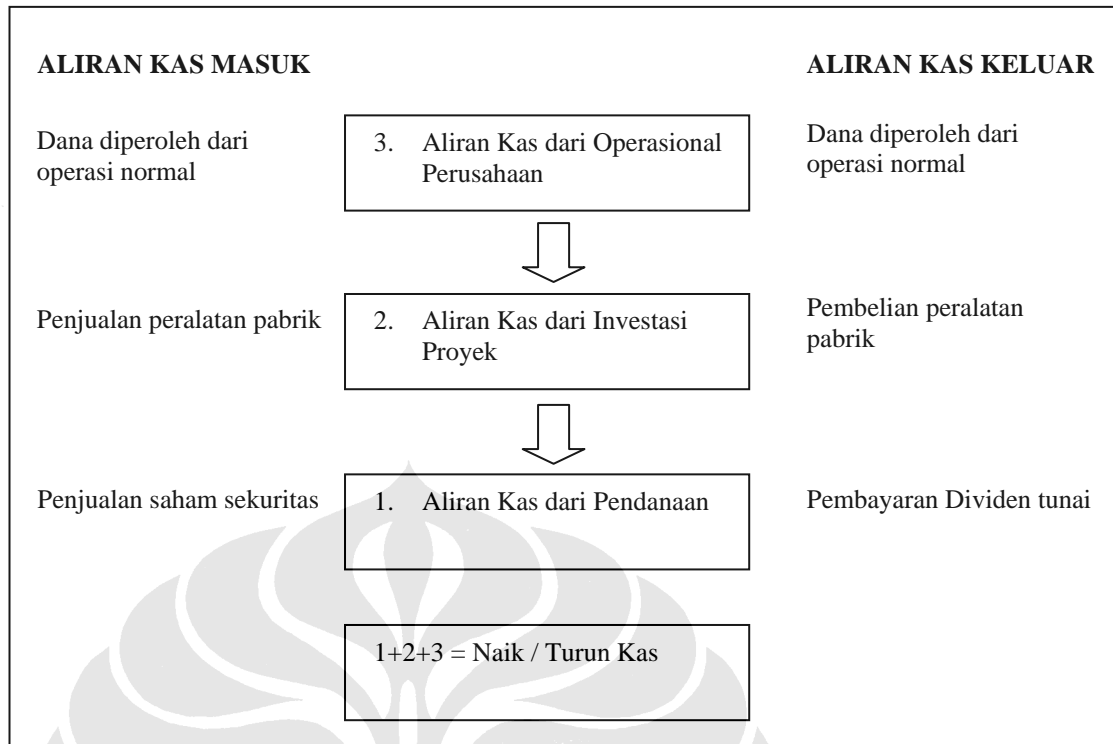 ALIRAN KAS MASUK
ALIRAN KAS KELUAR
Dana diperoleh dari
operasi normal
3. Aliran Kas dari Operasional
Perusahaan
Dana diperoleh dari
operasi normal
Penjualan peralatan pabrik
2. Aliran Kas dari Investasi
Proyek
Pembelian peralatan
pabrik
Penjualan saham sekuritas
1. Aliran Kas dari Pendanaan
Pembayaran Dividen tunai
1+2+3 = Naik / Turun Kas